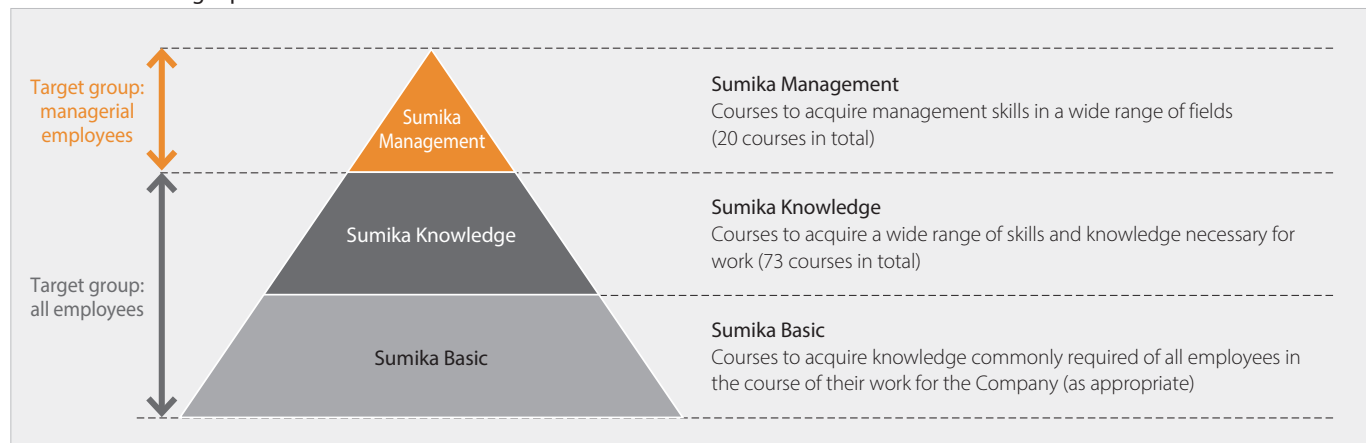 Target group:
managerial
employees
Sumika
Management
Sumika Management
Courses to acquire management skills in a wide range of fields
(20 courses in total)
Target group:
all employees
Sumika Knowledge
Sumika Knowledge
Courses to acquire a wide range of skills and knowledge necessary for
work (73 courses in total)
Sumika Basic
Sumika Basic
Courses to acquire knowledge commonly required of all employees in
the course of their work for the Company (as appropriate)